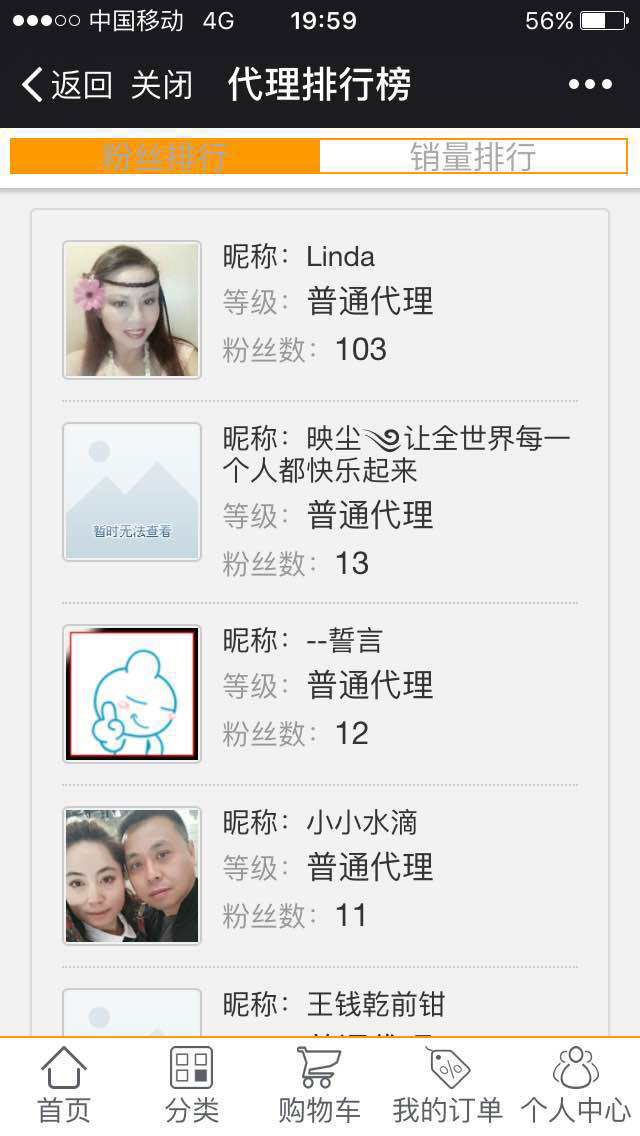 中国移动 4G 19:59 56%
返回 关闭 代理排行榜
粉丝排行 销量排行
昵称：Linda
等级：普通代理
粉丝数：103
昵称：映尘༄让全世界每一
个人都快乐起来
等级：普通代理
粉丝数：13
暂时无法查看
昵称：--誓言
等级：普通代理
粉丝数：12
昵称：小小水滴
等级：普通代理
粉丝数：11
昵称：王钱乾前钳
首页 分类 购物车 我的订单 个人中心